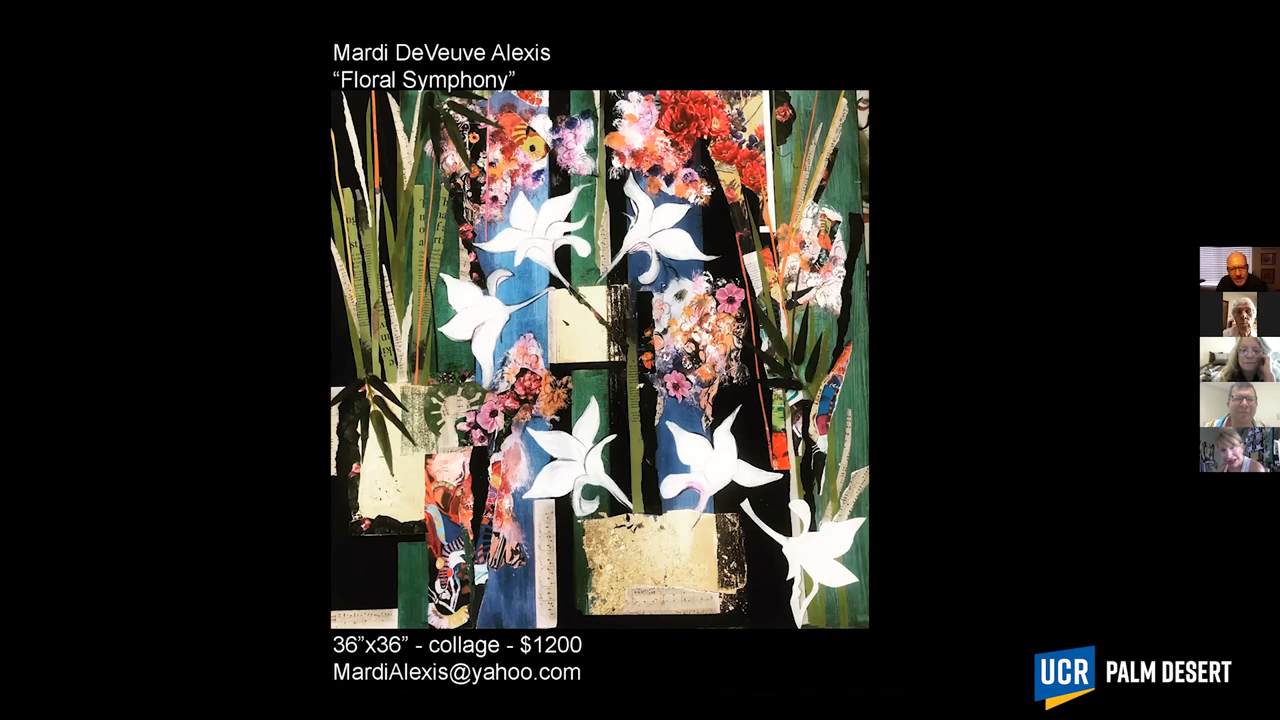 Mardi DeVeuve Alexis
“Floral Symphony”
36”x36” - collage - $1200
MardiAlexis@yahoo.com
UCR PALM DESERT